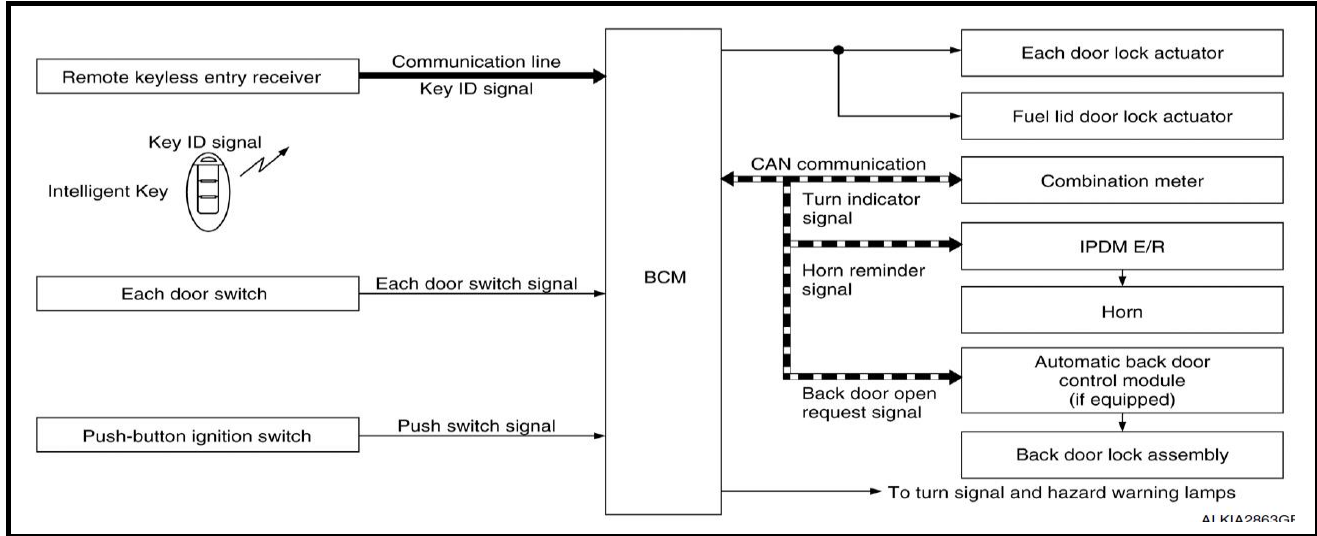 Remote keyless entry receiver
Communication line
Key ID signal
Key ID signal
Intelligent Key
Each door switch
Each door switch signal
Push-button ignition switch
Push switch signal
BCM
Each door lock actuator
Fuel lid door lock actuator
CAN communication
Combination meter
Turn indicator
signal
IPDM E/R
Horn reminder
signal
Horn
Automatic back door
control module
(if equipped)
Back door open
request signal
Back door lock assembly
To turn signal and hazard warning lamps